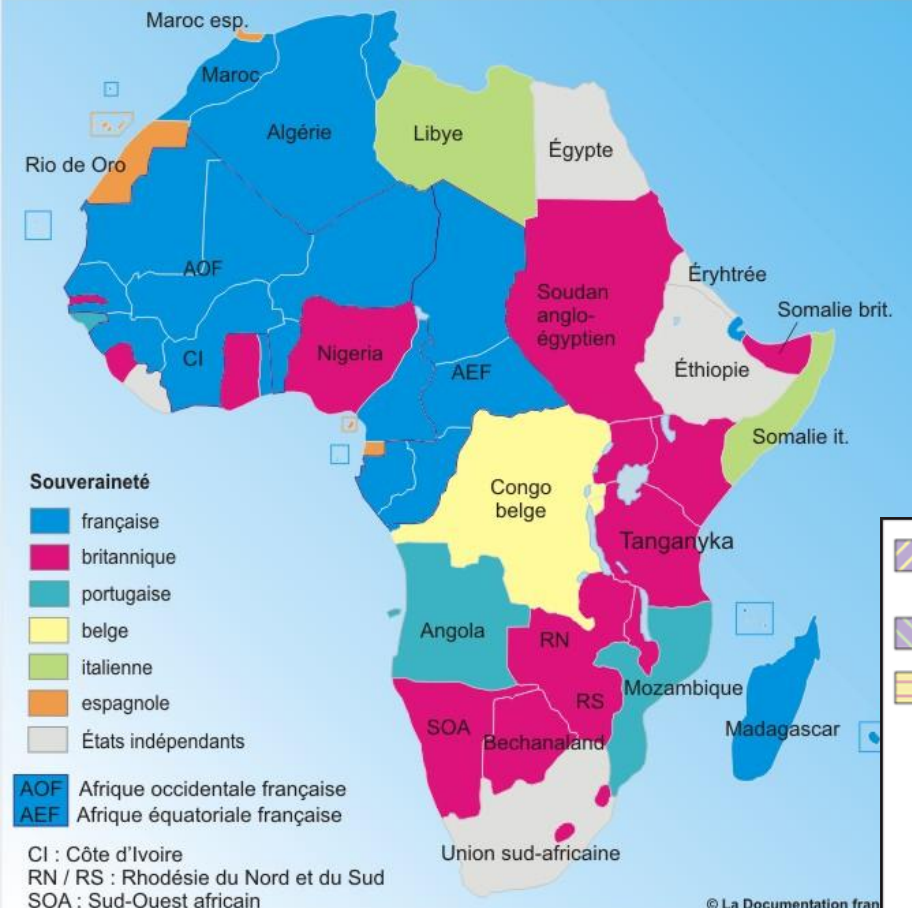 Maroc esp.
Maroc
Algérie
Libye
Égypte
Rio de Oro
AOF
Soudan
anglo-
égyptien
Éryhtrée
Somalie brit.
CI
Nigeria
AEF
Éthiopie
Somalie it.
Congo
belge
Tanganyka
Angola
RN
RS
Mozambique
Madagascar
SOA
Bechanaland
Union sud-africaine
Souveraineté
française
britannique
portugaise
belge
italienne
espagnole
États indépendants
AOF Afrique occidentale française
AEF Afrique équatoriale française
CI : Côte d'Ivoire
RN / RS : Rhodésie du Nord et du Sud
SOA : Sud-Ouest africain
© La Documentation fran